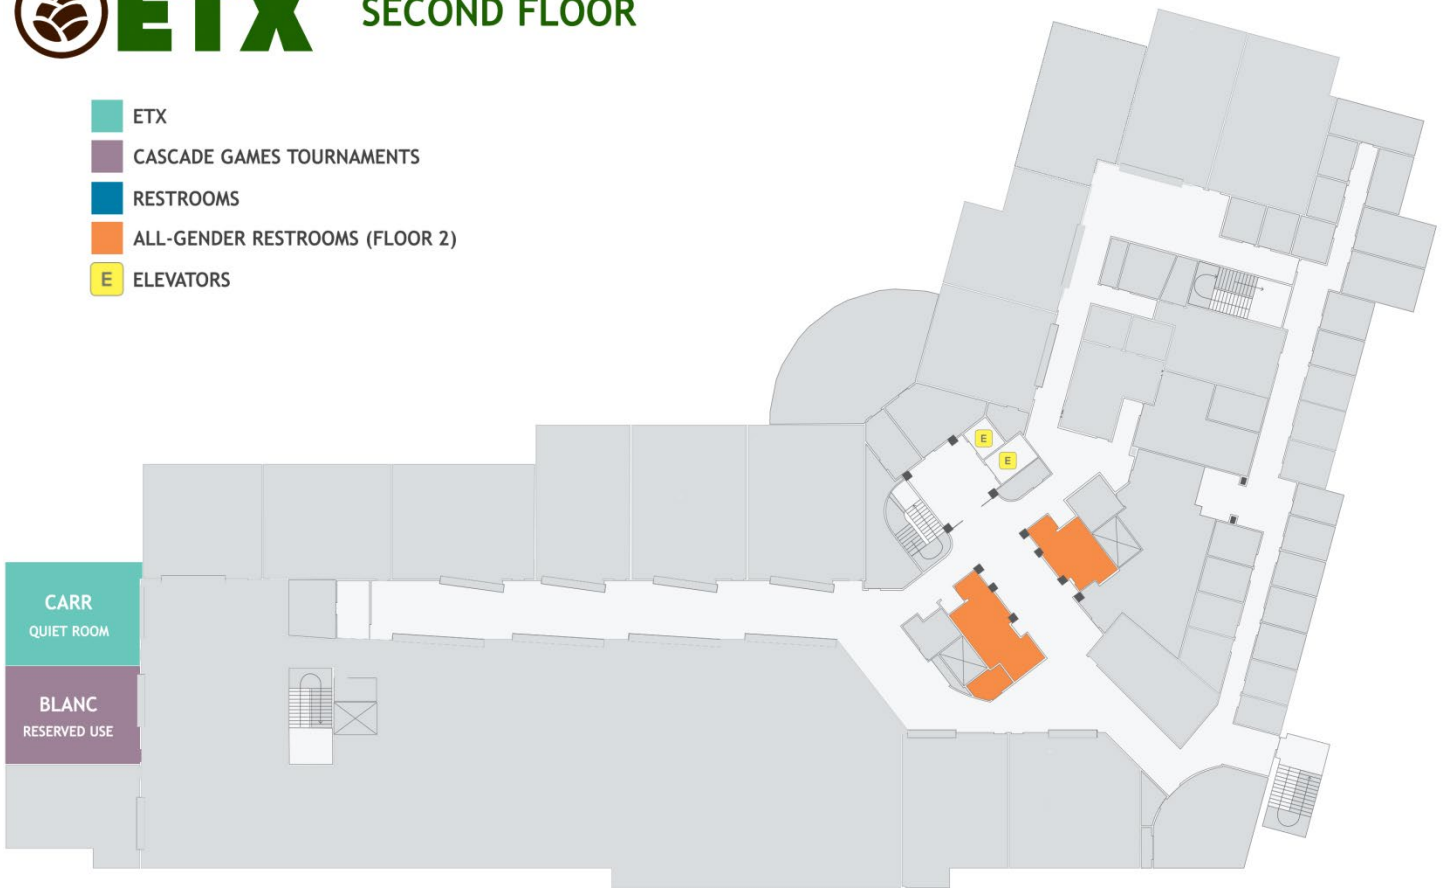 ETX
SECOND FLOOR
ETX
CASCADE GAMES TOURNAMENTS
RESTROOMS
ALL-GENDER RESTROOMS (FLOOR 2)
E ELEVATORS
E
E
CARR
QUIET ROOM
BLANC
RESERVED USE